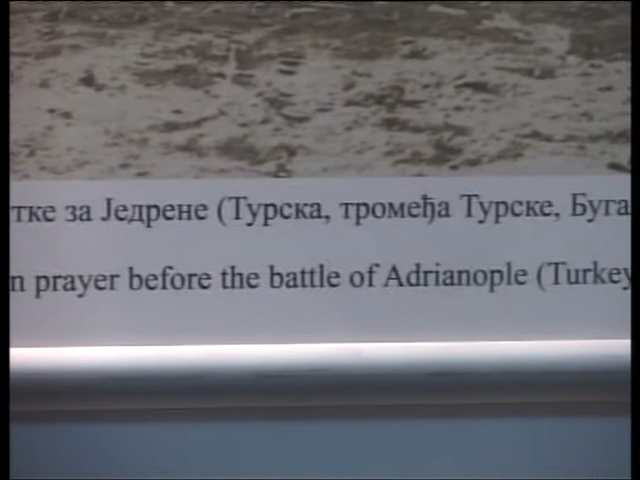 тке за Једрене (Турска, тромеђа Турске, Буга
n prayer before the battle of Adrianople (Turkey